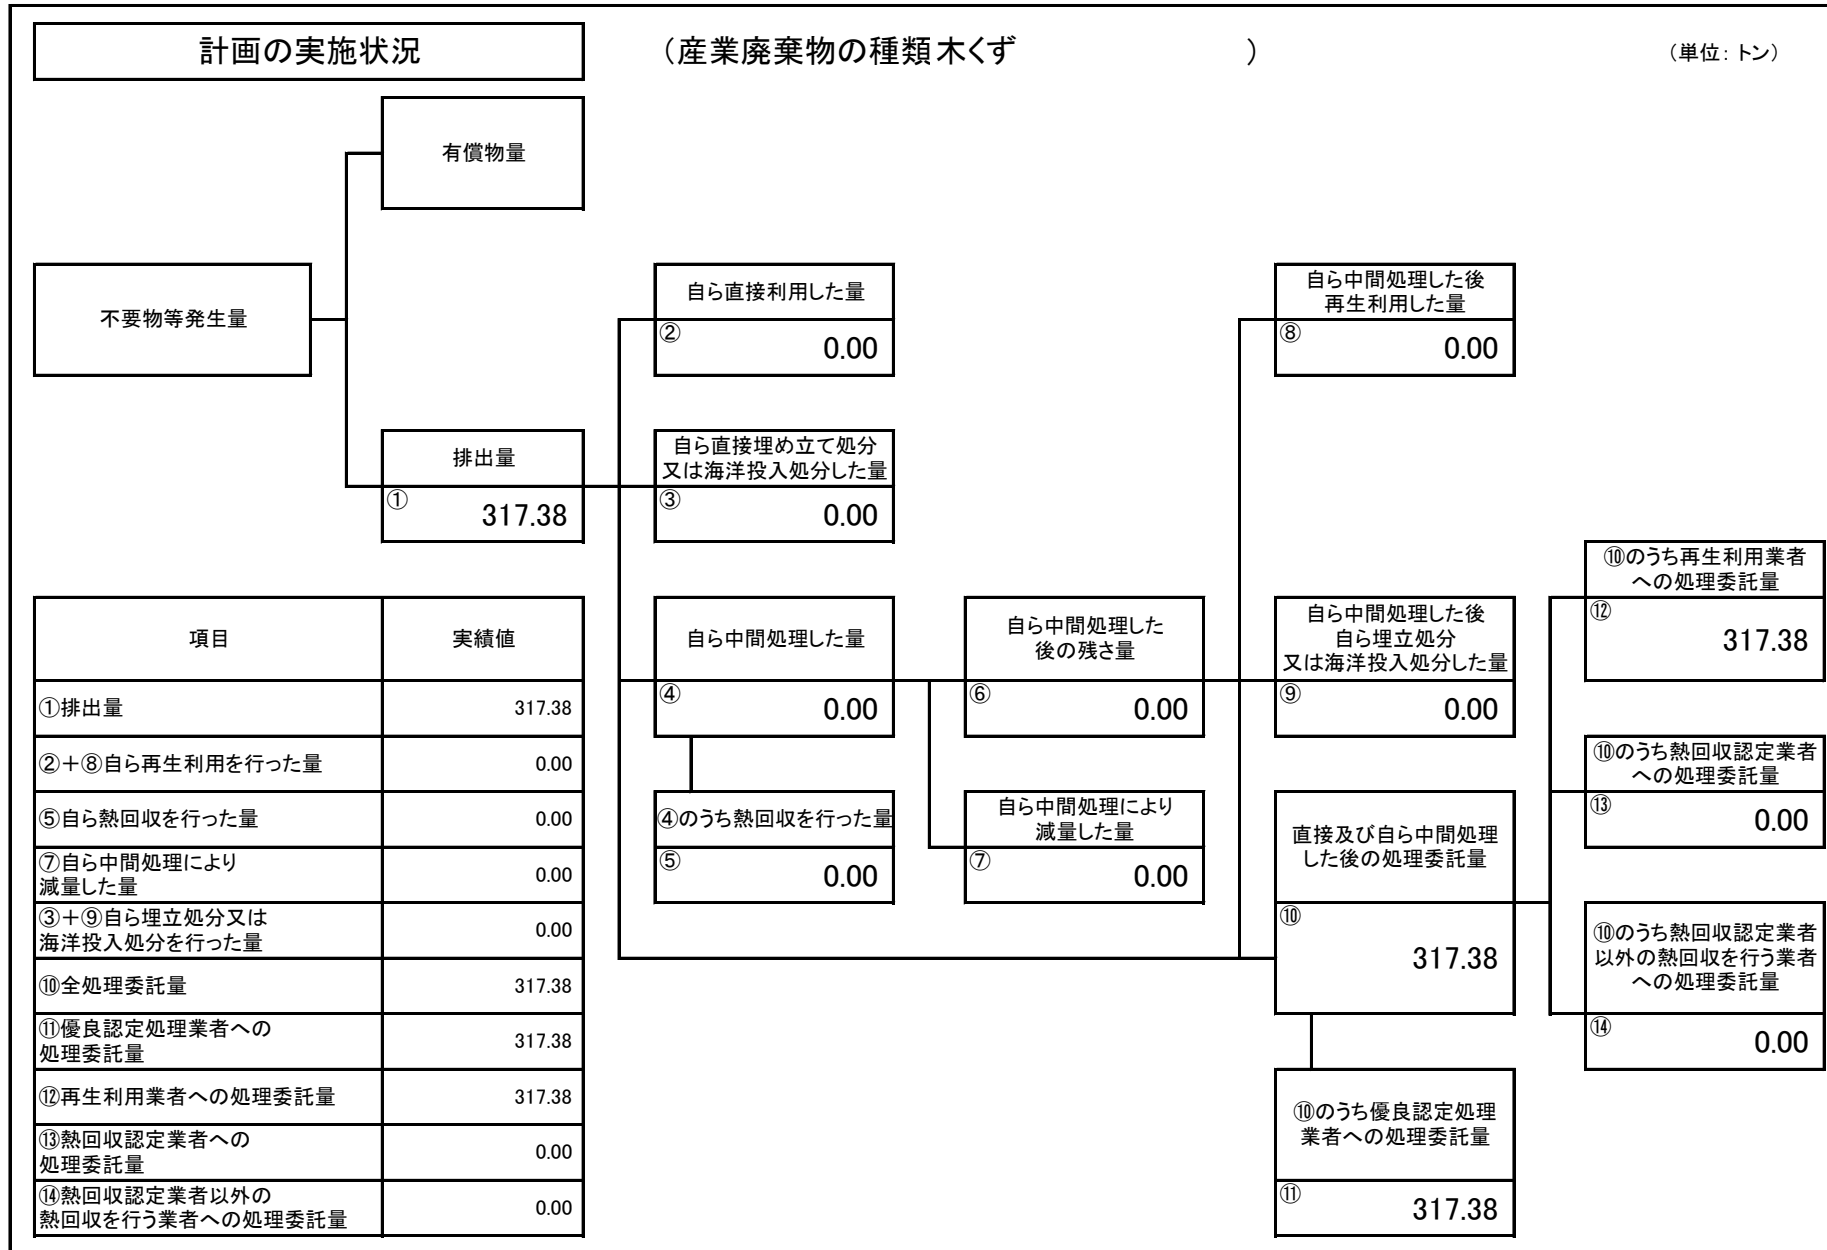 計画の実施状況
（産業廃棄物の種類 木くず ）
（単位：トン）
有償物量
不要物等発生量
排出量
① 317.38
自ら直接利用した量
② 0.00
自ら直接埋め立て処分
又は海洋投入処分した量
③ 0.00
自ら中間処理した量
④ 0.00
④のうち熱回収を行った量
⑤ 0.00
自ら中間処理した
後の残さ量
⑥ 0.00
自ら中間処理により
減量した量
⑦ 0.00
自ら中間処理した後
再生利用した量
⑧ 0.00
自ら中間処理した後
自ら埋立処分
又は海洋投入処分した量
⑨ 0.00
直接及び自ら中間処理
した後の処理委託量
⑩
317.38
⑩のうち優良認定処理
業者への処理委託量
⑪ 317.38
⑩のうち再生利用業者
への処理委託量
⑫
317.38
⑩のうち熱回収認定業者
への処理委託量
⑬ 0.00
⑩のうち熱回収認定業者
以外の熱回収を行う業者
への処理委託量
⑭ 0.00
項目 実績値
①排出量 317.38
②＋⑧自ら再生利用を行った量 0.00
⑤自ら熱回収を行った量 0.00
⑦自ら中間処理により
減量した量 0.00
③＋⑨自ら埋立処分又は
海洋投入処分を行った量 0.00
⑩全処理委託量 317.38
⑪優良認定処理業者への
処理委託量 317.38
⑫再生利用業者への処理委託量 317.38
⑬熱回収認定業者への
処理委託量 0.00
⑭熱回収認定業者以外の
熱回収を行う業者への処理委託量 0.00